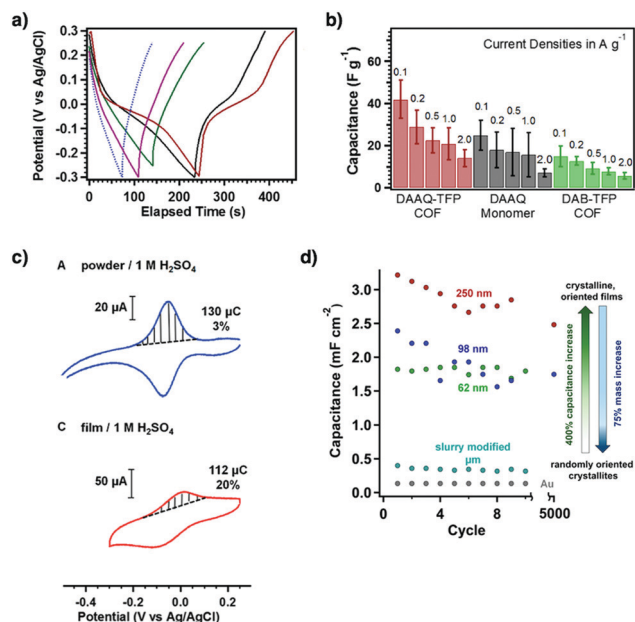 a)
0.3
0.2
0.1
0.0
-0.1
-0.2
-0.3
Potential (V vs Ag/AgCl)
0 100 200 300 400
Elapsed Time (s)
b)
Current Densities in A g-1
Capacitance (F g-1)
60
40
20
0
0.1 0.2 0.5 1.0 2.0
0.1 0.2 0.5 1.0 2.0
0.1 0.2 0.5 1.0 2.0
DAAQ-TFP
COF
DAAQ
Monomer
DAB-TFP
COF
c)
A powder / 1 M H2SO4
20 µA
130 µC
3%
C film / 1 M H2SO4
50 µA
112 µC
20%
-0.4 -0.2 0.0 0.2
Potential (V vs Ag/AgCl)
d)
Capacitance (mF cm-2)
3.0
2.5
2.0
1.5
1.0
0.5
0.0
250 nm
98 nm
62 nm
slurry modified
µm
Au
0 4 8 5000
Cycle
crystalline,
oriented films
400% capacitance increase
75% mass increase
randomly oriented
crystallites